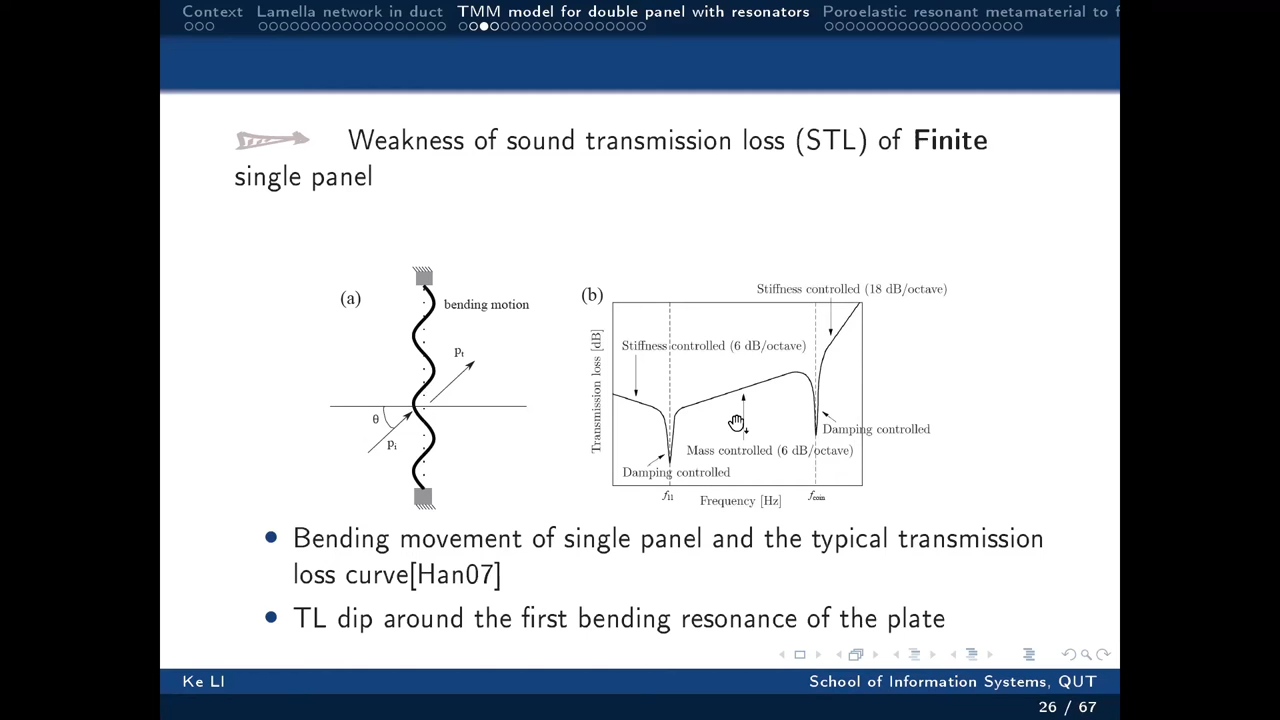 Context Lamella network in duct TMM model for double panel with resonators Poroelastic resonant metamaterial to f
Weakness of sound transmission loss (STL) of Finite
single panel
(a)
bending motion
pt
θ
pi
(b)
Stiffness controlled (18 dB/octave)
Transmission loss [dB]
Stiffness controlled (6 dB/octave)
Damping controlled
Mass controlled (6 dB/octave)
Damping controlled
f11
Frequency [Hz]
fcoin
• Bending movement of single panel and the typical transmission
loss curve[Han07]
• TL dip around the first bending resonance of the plate
Ke LI
School of Information Systems, QUT
26 / 67